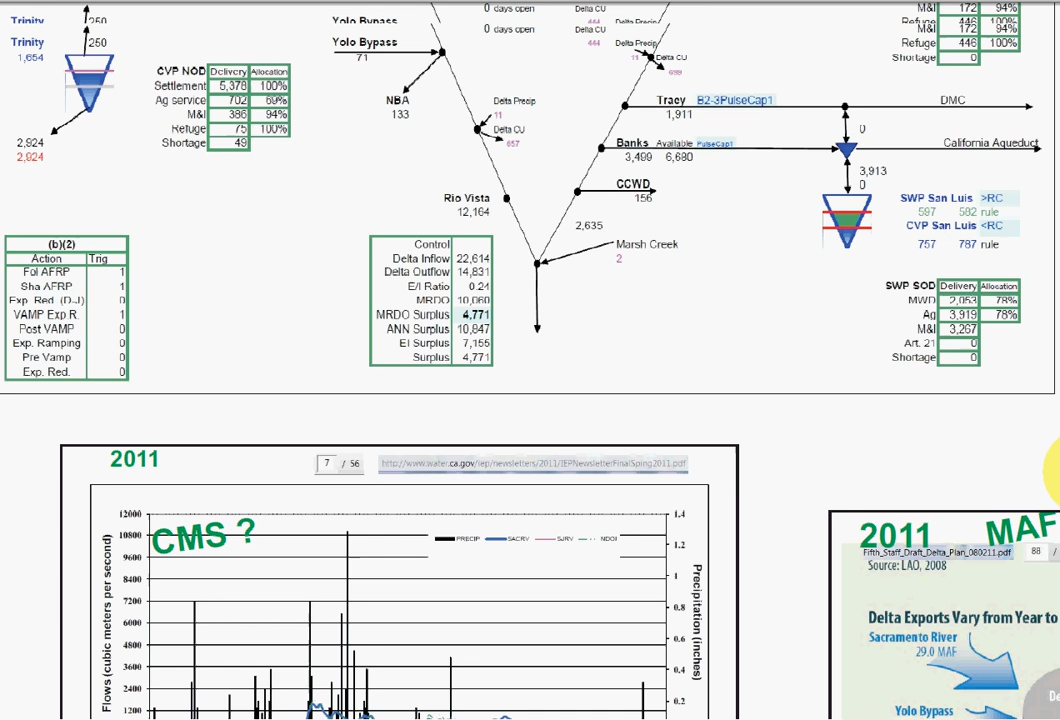 Trinity
250
Trinity
250
1,654
2,924
2,924
CVP NOD Delivery Allocation
Settlement 5,378 100%
Ag service 702 69%
M&I 386 94%
Refuge 75 100%
Shortage 49
(b)(2)
Action Trig
Fol AFRP 1
Sha AFRP 1
Exp. Red. (D-J) 0
VAMP Exp R. 1
Post VAMP 0
Exp. Ramping 0
Pre Vamp 0
Exp. Red. 0
Yolo Bypass
Yolo Bypass
71
NBA
133
0 days open
0 days open
Delta CU
444
Delta Precip
Delta CU
444
Delta Precip
11
Delta CU
Delta Precip
11
Delta CU
657
Rio Vista
12,164
Tracy B2-3PulseCap1
1,911
Banks Available PulseCap1
3,499 6,680
CCWD
156
2,635
Marsh Creek
2
Control
Delta Inflow 22,614
Delta Outflow 14,831
E/I Ratio 0.24
MRDO 10,060
MRDO Surplus 4,771
ANN Surplus 10,847
EI Surplus 7,155
Surplus 4,771
M&I 172 94%
Refuge 446 100%
M&I 172 94%
Refuge 446 100%
Shortage 0
DMC
0
California Aqueduct
3,913
0
SWP San Luis >RC
597 582 rule
CVP San Luis <RC
757 787 rule
SWP SOD Delivery Allocation
MWD 2,053 78%
Ag 3,919 78%
M&I 3,267
Art. 21 0
Shortage 0
2011
7 / 56
http://www.water.ca.gov/iep/newsletters/2011/IEPNewsletterFinalSping2011.pdf
CMS ?
PRECIP SACRV SJRV NDOI
Flows (cubic meters per second)
12000
10800
9600
8400
7200
6000
4800
3600
2400
1200
1.4
1.2
1
0.8
0.6
0.4
0.2
Precipitation (inches)
2011 MAF
Fifth_Staff_Draft_Delta_Plan_080211.pdf 88 /
Source: LAO, 2008
Delta Exports Vary from Year to
Sacramento River
29.0 MAF
De
Yolo Bypass